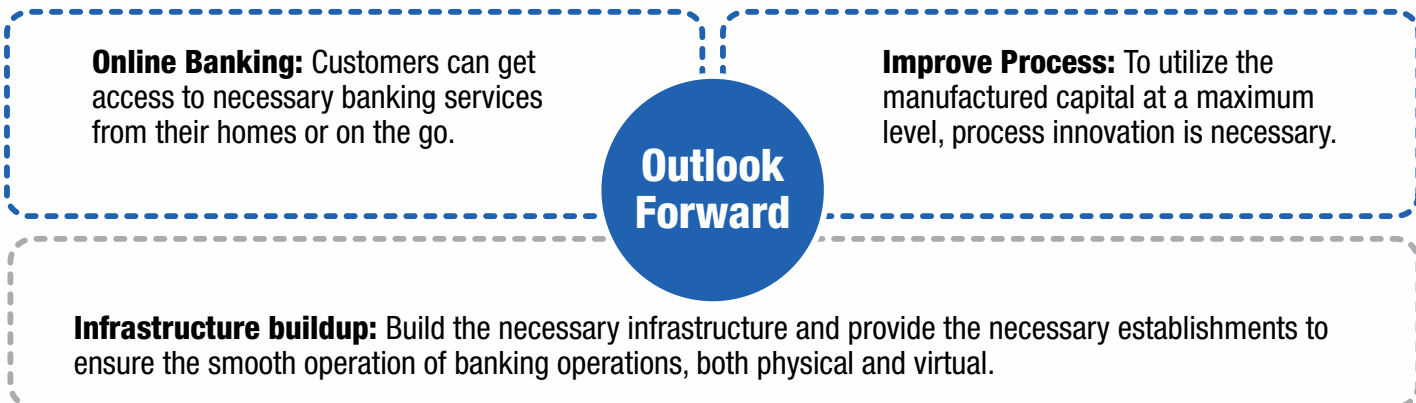 Online Banking: Customers can get
access to necessary banking services
from their homes or on the go.
Improve Process: To utilize the
manufactured capital at a maximum
level, process innovation is necessary.
Outlook
Forward
Infrastructure buildup: Build the necessary infrastructure and provide the necessary establishments to
ensure the smooth operation of banking operations, both physical and virtual.